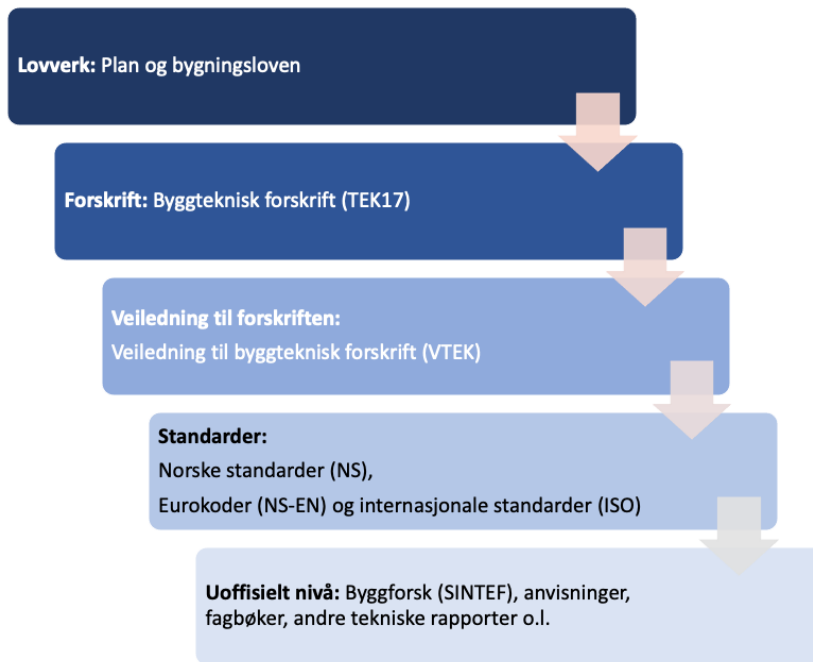 Lovverk: Plan og bygningsloven
Forskrift: Byggteknisk forskrift (TEK17)
Veiledning til forskriften:
Veiledning til byggteknisk forskrift (VTEK)
Standarder:
Norske standarder (NS),
Eurokoder (NS-EN) og internasjonale standarder (ISO)
Uoffisielt nivå: Byggforsk (SINTEF), anvisninger,
fagbøker, andre tekniske rapporter o.l.